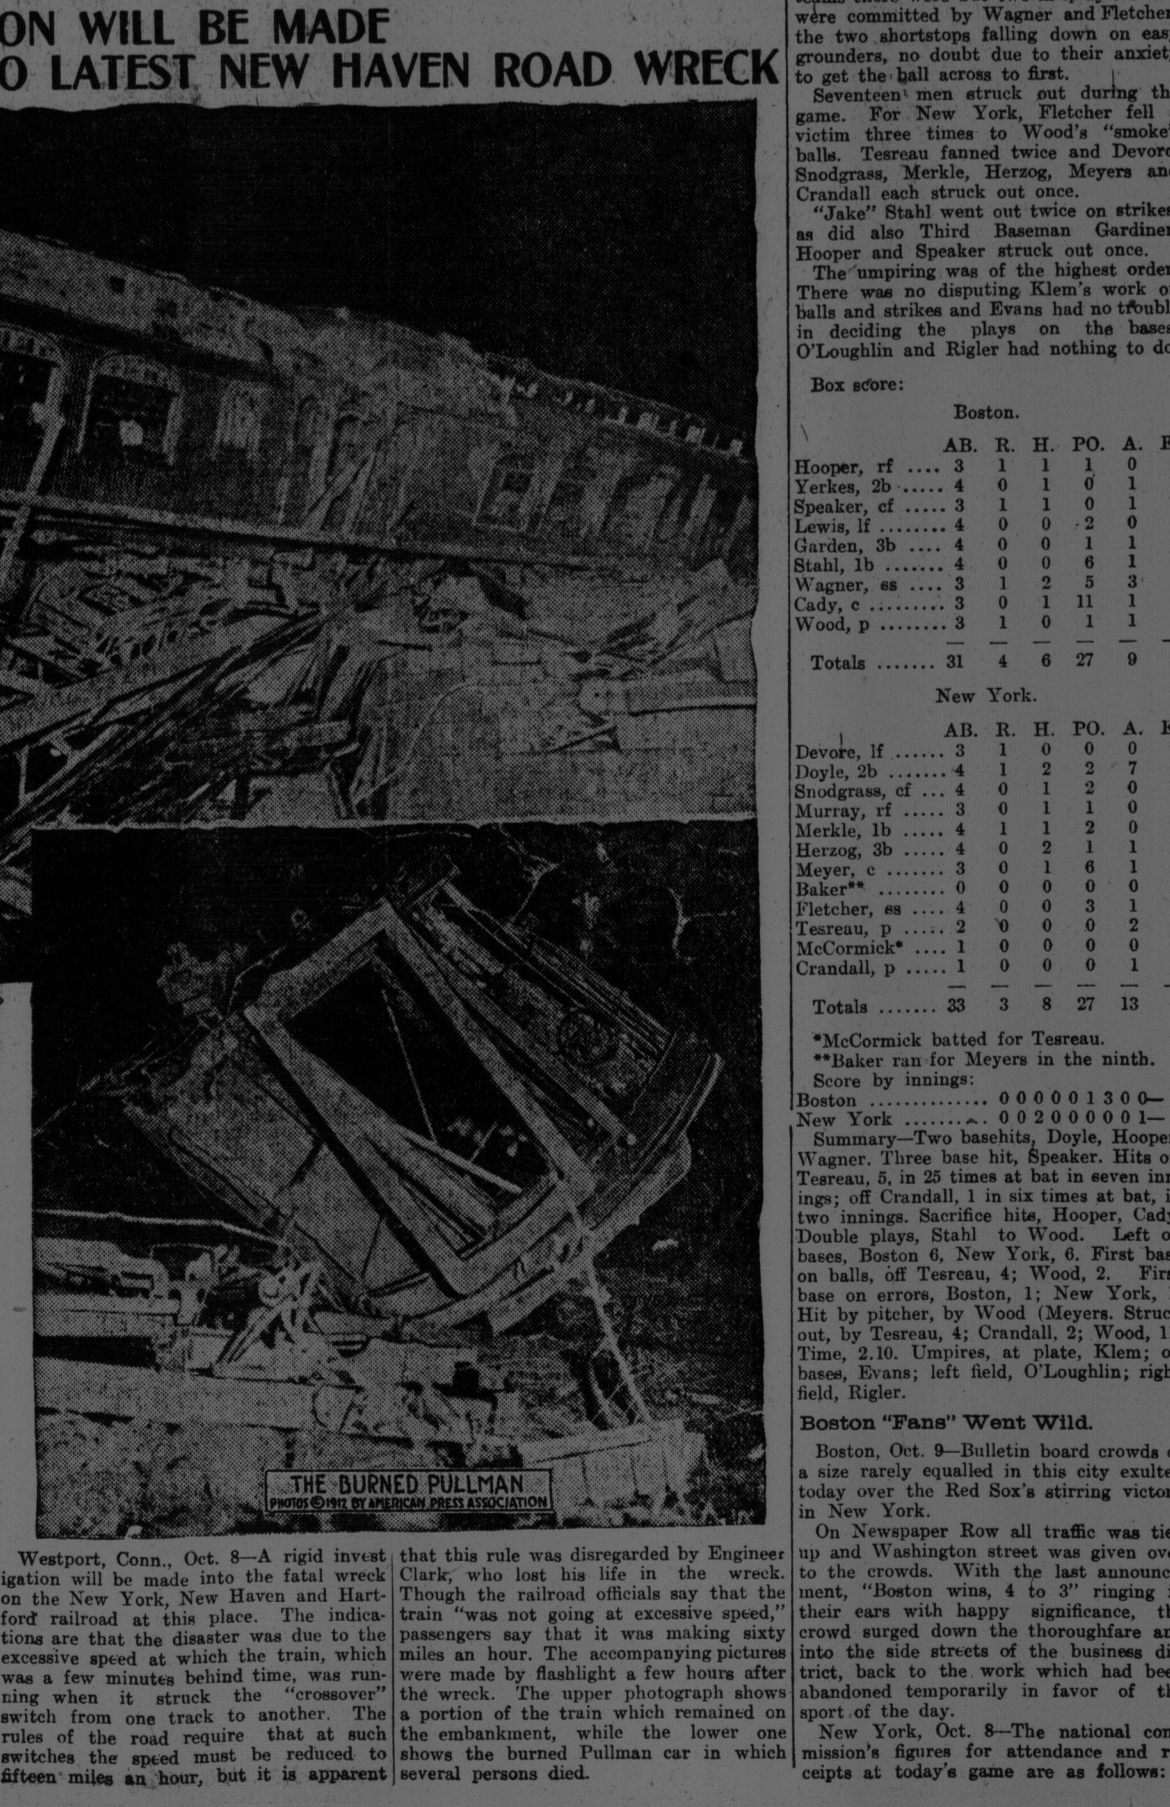 ON WILL BE MADE
O LATEST NEW HAVEN ROAD WRECK
THE BURNED PULLMAN
PHOTOS © 1912 BY AMERICAN PRESS ASSOCIATION
Westport, Conn., Oct. 8—A rigid invest
igation will be made into the fatal wreck
on the New York, New Haven and Hart-
ford railroad at this place. The indica-
tions are that the disaster was due to the
excessive speed at which the train, which
was a few minutes behind time, was run-
ning when it struck the "crossover"
switch from one track to another. The
rules of the road require that at such
switches the speed must be reduced to
fifteen miles an hour, but it is apparent
that this rule was disregarded by Engineer
Clark, who lost his life in the wreck.
Though the railroad officials say that the
train "was not going at excessive speed,"
passengers say that it was making sixty
miles an hour. The accompanying pictures
were made by flashlight a few hours after
the wreck. The upper photograph shows
a portion of the train which remained on
the embankment, while the lower one
shows the burned Pullman car in which
several persons died.
were committed by Wagner and Fletcher
the two shortstops falling down on eas
grounders, no doubt due to their anxiet
to get the ball across to first.
Seventeen men struck out during th
game. For New York, Fletcher fell
victim three times to Wood's "smoke"
balls. Tesreau fanned twice and Devore
Snodgrass, Merkle, Herzog, Meyers an
Crandall each struck out once.
"Jake" Stahl went out twice on strikes
as did also Third Baseman Gardiner
Hooper and Speaker struck out once.
The umpiring was of the highest order
There was no disputing Klem's work o
balls and strikes and Evans had no troubl
in deciding the plays on the bases
O'Loughlin and Rigler had nothing to do
Box score:
Boston.
AB. R. H. PO. A.
Hooper, rf .... 3 1 1 1 0
Yerkes, 2b ..... 4 0 1 0 1
Speaker, cf ..... 3 1 1 0 1
Lewis, lf ........ 4 0 0 2 0
Garden, 3b .... 4 0 0 1 1
Stahl, 1b ....... 4 0 0 6 1
Wagner, ss .... 3 1 2 5 3
Cady, c ......... 3 0 1 11 1
Wood, p ........ 3 1 0 1 1
Totals ....... 31 4 6 27 9
New York.
AB. R. H. PO. A.
Devore, lf ...... 3 1 0 0 0
Doyle, 2b ....... 4 1 2 2 7
Snodgrass, cf ... 4 0 1 2 0
Murray, rf ..... 3 0 1 1 0
Merkle, 1b ..... 4 1 1 2 0
Herzog, 3b ..... 4 0 2 1 1
Meyer, c ....... 3 0 1 6 1
Baker** ........ 0 0 0 0 0
Fletcher, ss .... 4 0 0 3 1
Tesreau, p ..... 2 0 0 0 2
McCormick* .... 1 0 0 0 0
Crandall, p ..... 1 0 0 0 1
Totals ....... 33 3 8 27 13
*McCormick batted for Tesreau.
**Baker ran for Meyers in the ninth.
Score by innings:
Boston .............. 0 0 0 0 0 1 3 0 0—
New York .......... 0 0 2 0 0 0 0 0 1—
Summary—Two basehits, Doyle, Hooper
Wagner. Three base hit, Speaker. Hits o
Tesreau, 5, in 25 times at bat in seven inn
ings; off Crandall, 1 in six times at bat, i
two innings. Sacrifice hits, Hooper, Cady
Double plays, Stahl to Wood. Left o
bases, Boston 6, New York, 6. First bas
on balls, off Tesreau, 4; Wood, 2. Firs
base on errors, Boston, 1; New York,
Hit by pitcher, by Wood (Meyers. Struc
out, by Tesreau, 4; Crandall, 2; Wood, 1
Time, 2.10. Umpires, at plate, Klem; o
bases, Evans; left field, O'Loughlin; righ
field, Rigler.
Boston "Fans" Went Wild.
Boston, Oct. 9—Bulletin board crowds
a size rarely equalled in this city exulte
today over the Red Sox's stirring victor
in New York.
On Newspaper Row all traffic was tie
up and Washington street was given ove
to the crowds. With the last announc
ment, "Boston wins, 4 to 3" ringing
their ears with happy significance, th
crowd surged down the thoroughfare an
into the side streets of the business di
trict, back to the work which had bee
abandoned temporarily in favor of th
sport of the day.
New York, Oct. 8—The national com
mission's figures for attendance and r
ceipts at today's game are as follows: